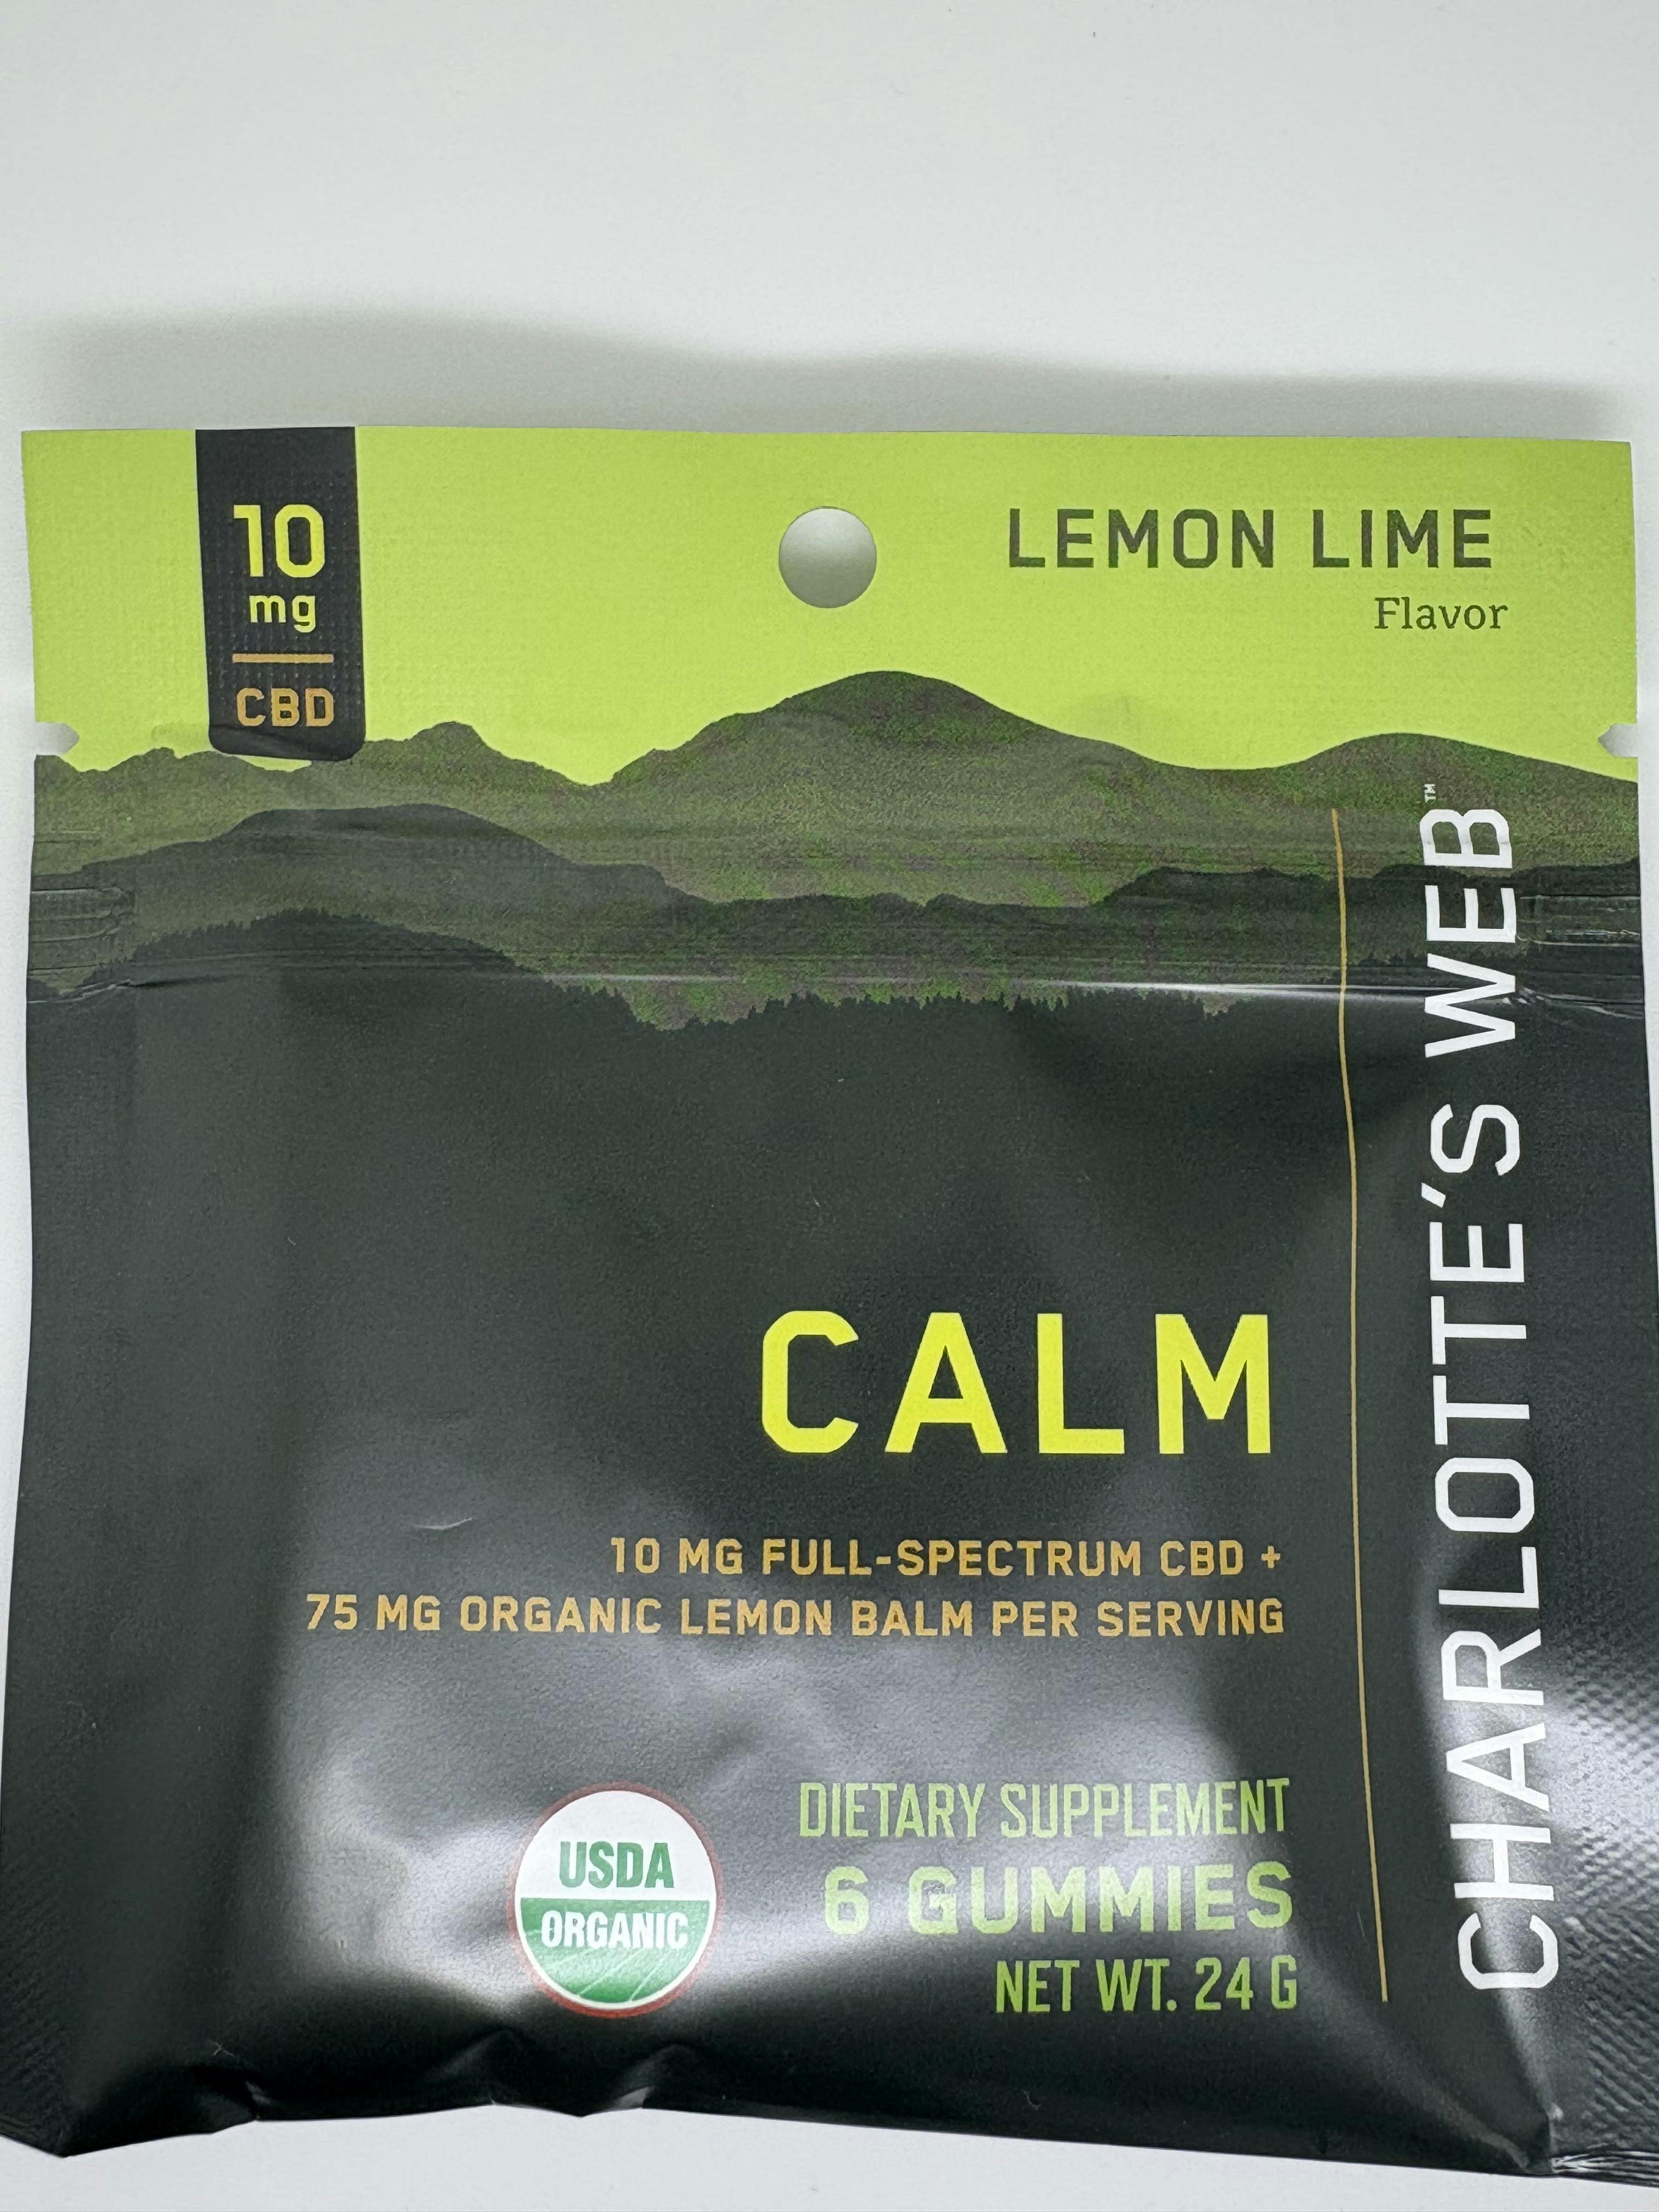 10
mg
CBD
LEMON LIME
Flavor
CHARLOTTE'S WEB™
CALM
10 MG FULL-SPECTRUM CBD +
75 MG ORGANIC LEMON BALM PER SERVING
USDA
ORGANIC
DIETARY SUPPLEMENT
6 GUMMIES
NET WT. 24 G